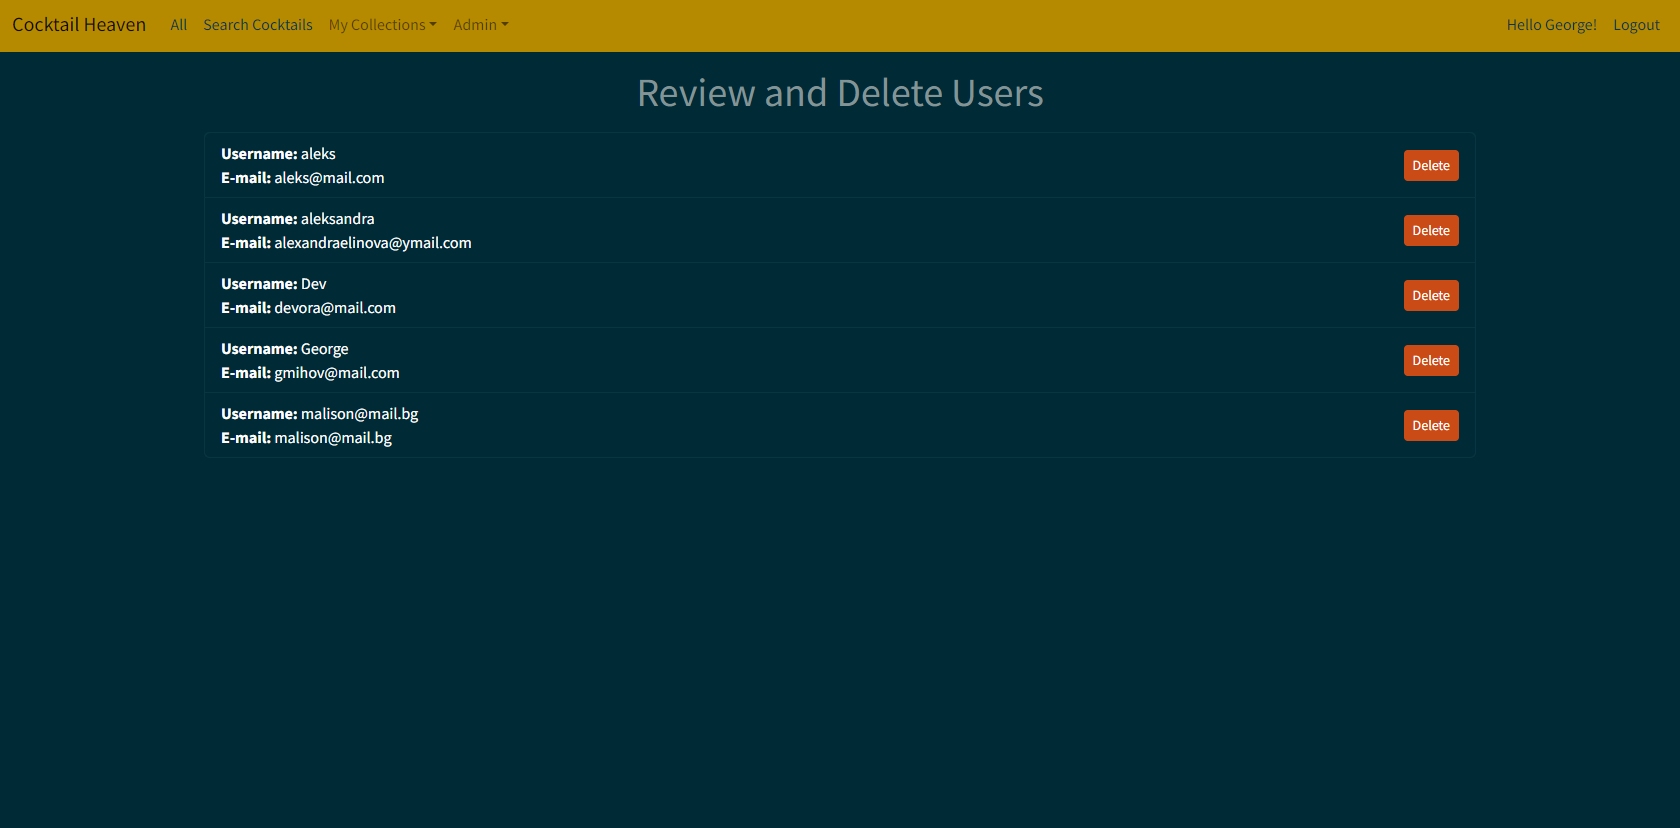 Cocktail Heaven All Search Cocktails My Collections Admin Hello George! Logout
Review and Delete Users
Username: aleks
E-mail: aleks@mail.com
Delete
Username: aleksandra
E-mail: alexandraelinova@ymail.com
Delete
Username: Dev
E-mail: devora@mail.com
Delete
Username: George
E-mail: gmihov@mail.com
Delete
Username: malison@mail.bg
E-mail: malison@mail.bg
Delete